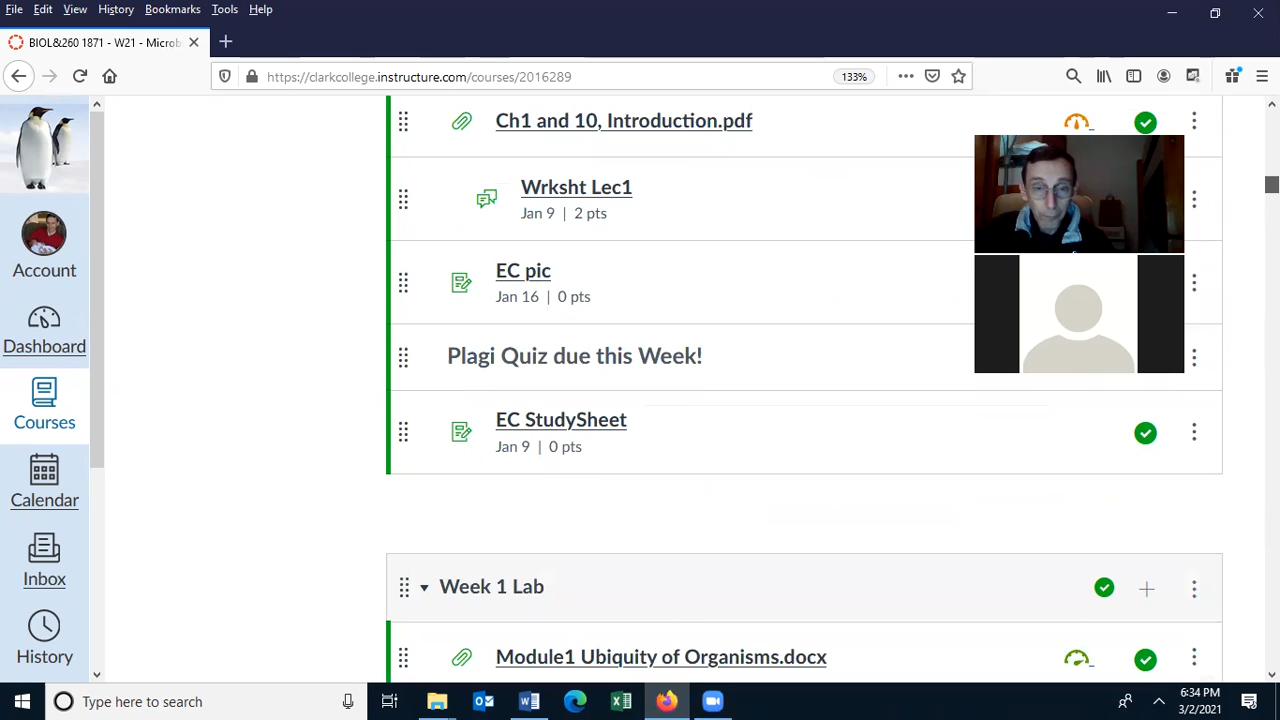 File Edit View History Bookmarks Tools Help
BIOL&260 1871 - W21 - Microb
https://clarkcollege.instructure.com/courses/2016289
133%
Account
Dashboard
Courses
Calendar
Inbox
History
Ch1 and 10, Introduction.pdf
Wrksht Lec1
Jan 9 | 2 pts
EC pic
Jan 16 | 0 pts
Plagi Quiz due this Week!
EC StudySheet
Jan 9 | 0 pts
Week 1 Lab
Module1 Ubiquity of Organisms.docx
Type here to search
6:34 PM
3/2/2021